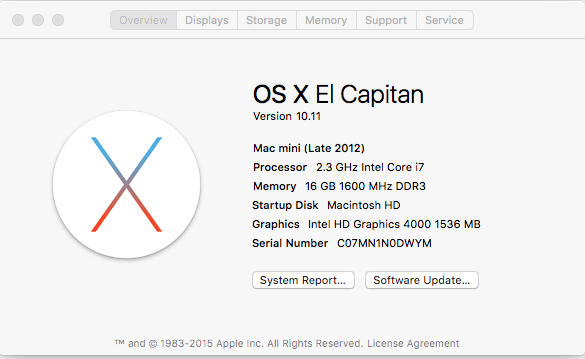 Overview Displays Storage Memory Support Service
OS X El Capitan
Version 10.11
Mac mini (Late 2012)
Processor 2.3 GHz Intel Core i7
Memory 16 GB 1600 MHz DDR3
Startup Disk Macintosh HD
Graphics Intel HD Graphics 4000 1536 MB
Serial Number C07MN1N0DWYM
System Report... Software Update...
™ and © 1983-2015 Apple Inc. All Rights Reserved. License Agreement